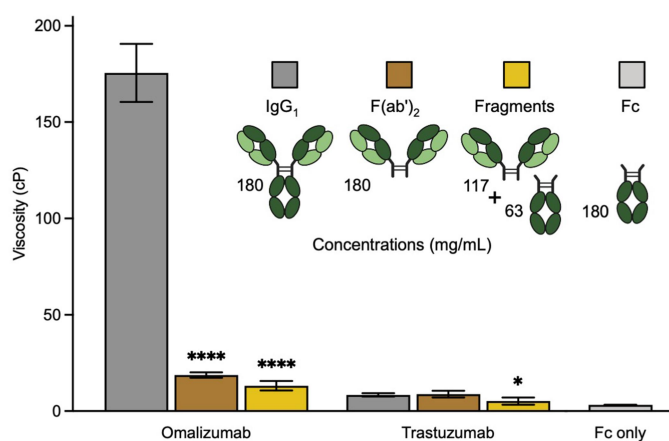 200
150
100
50
0
Viscosity (cP)
IgG₁
F(ab')₂
Fragments
Fc
180
180
117
+
63
180
Concentrations (mg/mL)
****
****
*
Omalizumab
Trastuzumab
Fc only